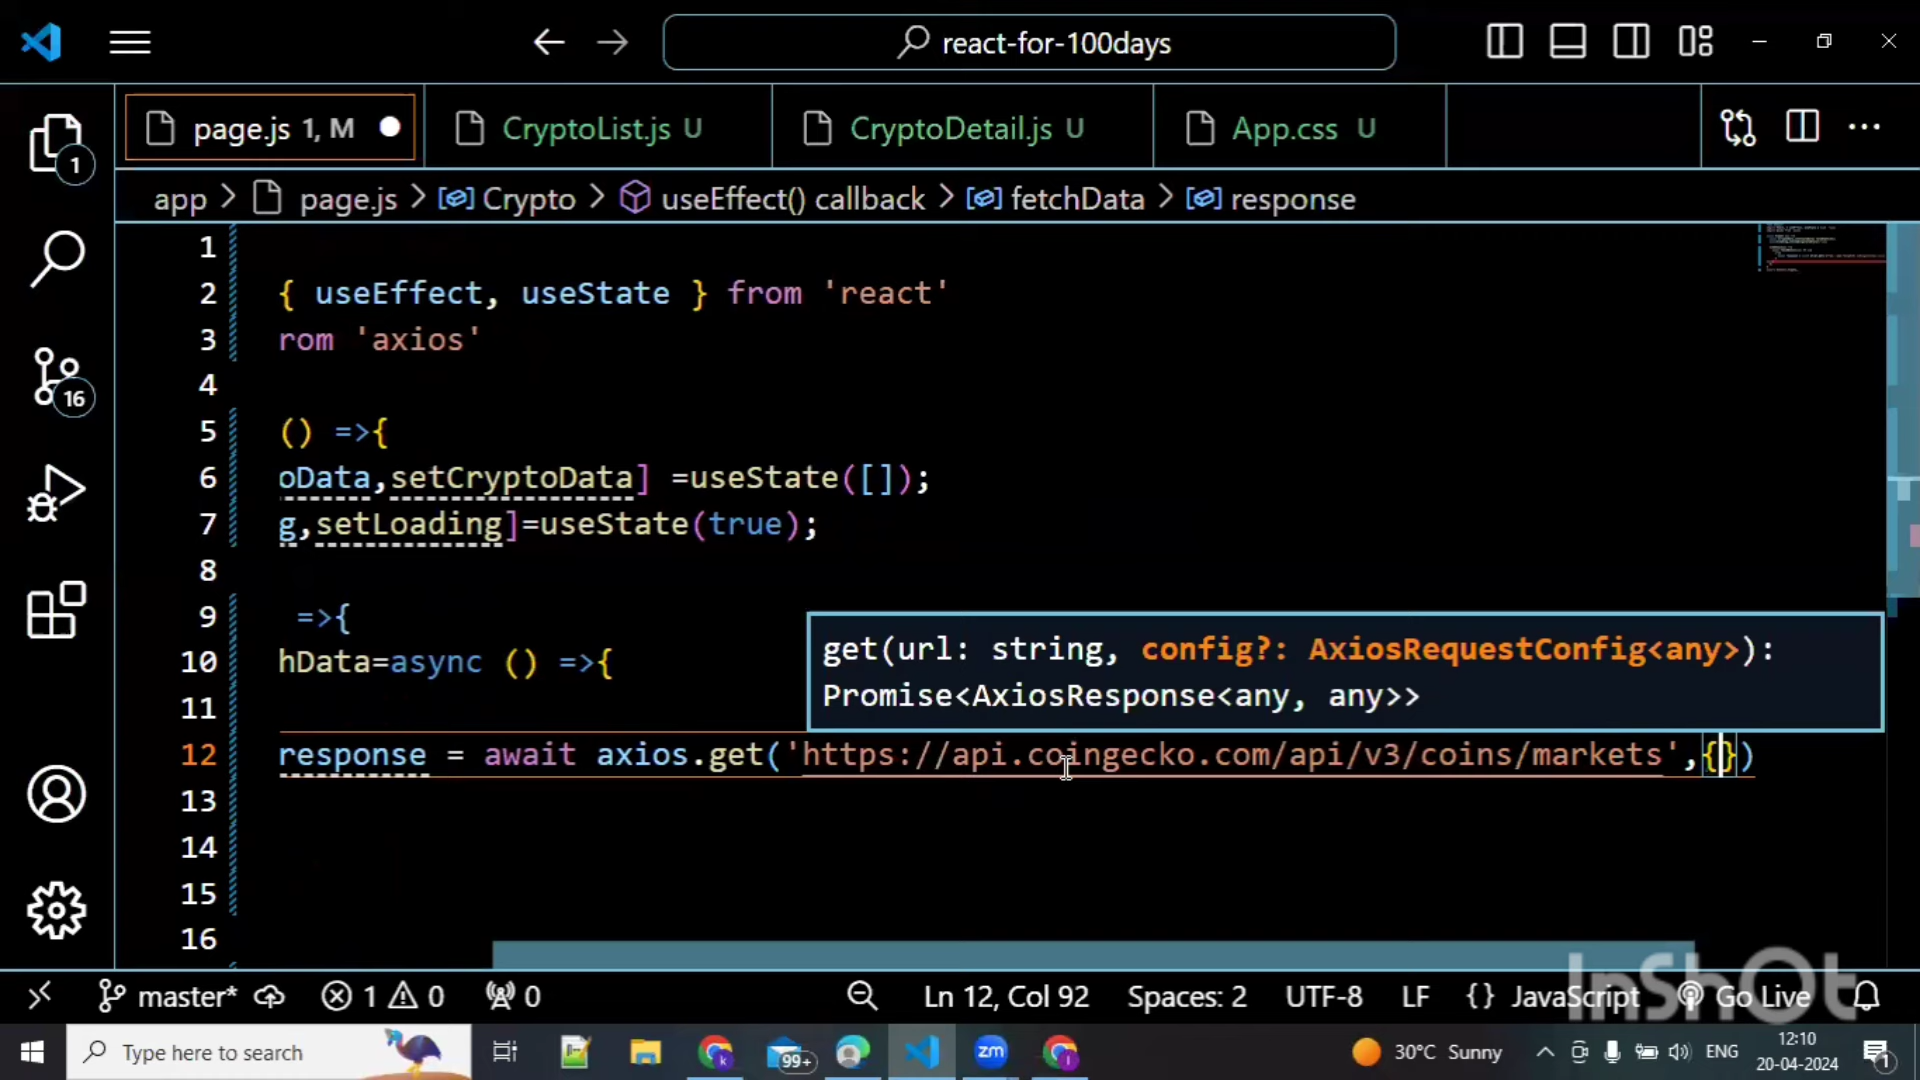 react-for-100days
page.js 1, M
CryptoList.js U
CryptoDetail.js U
App.css U
app > page.js > Crypto > useEffect() callback > fetchData > response
1
2 { useEffect, useState } from 'react'
3 rom 'axios'
4
5 () =>{
6 oData,setCryptoData] =useState([]);
7 g,setLoading]=useState(true);
8
9 =>{
get(url: string, config?: AxiosRequestConfig<any>):
10 hData=async () =>{
Promise<AxiosResponse<any, any>>
11
12 response = await axios.get('https://api.coingecko.com/api/v3/coins/markets',{})
13
14
15
16
1
16
InShOt
master* 1 0 0 Ln 12, Col 92 Spaces: 2 UTF-8 LF {} JavaScript Go Live
Type here to search 99+ zm 30°C Sunny ENG 12:10
20-04-2024
1